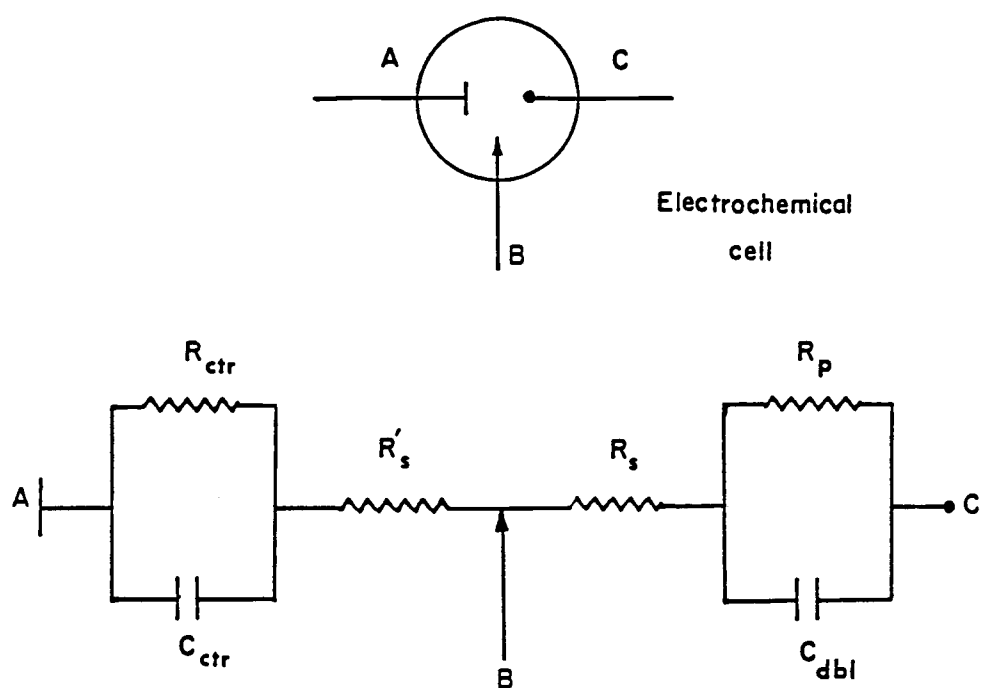 A
C
B
Electrochemical
cell
R_ctr
R_p
R'_s
R_s
A
C
C_ctr
C_dbl
B